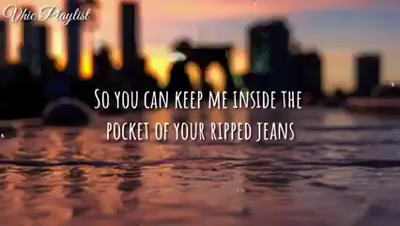 Vhic Playlist
SO YOU CAN KEEP ME INSIDE THE
POCKET OF YOUR RIPPED JEANS